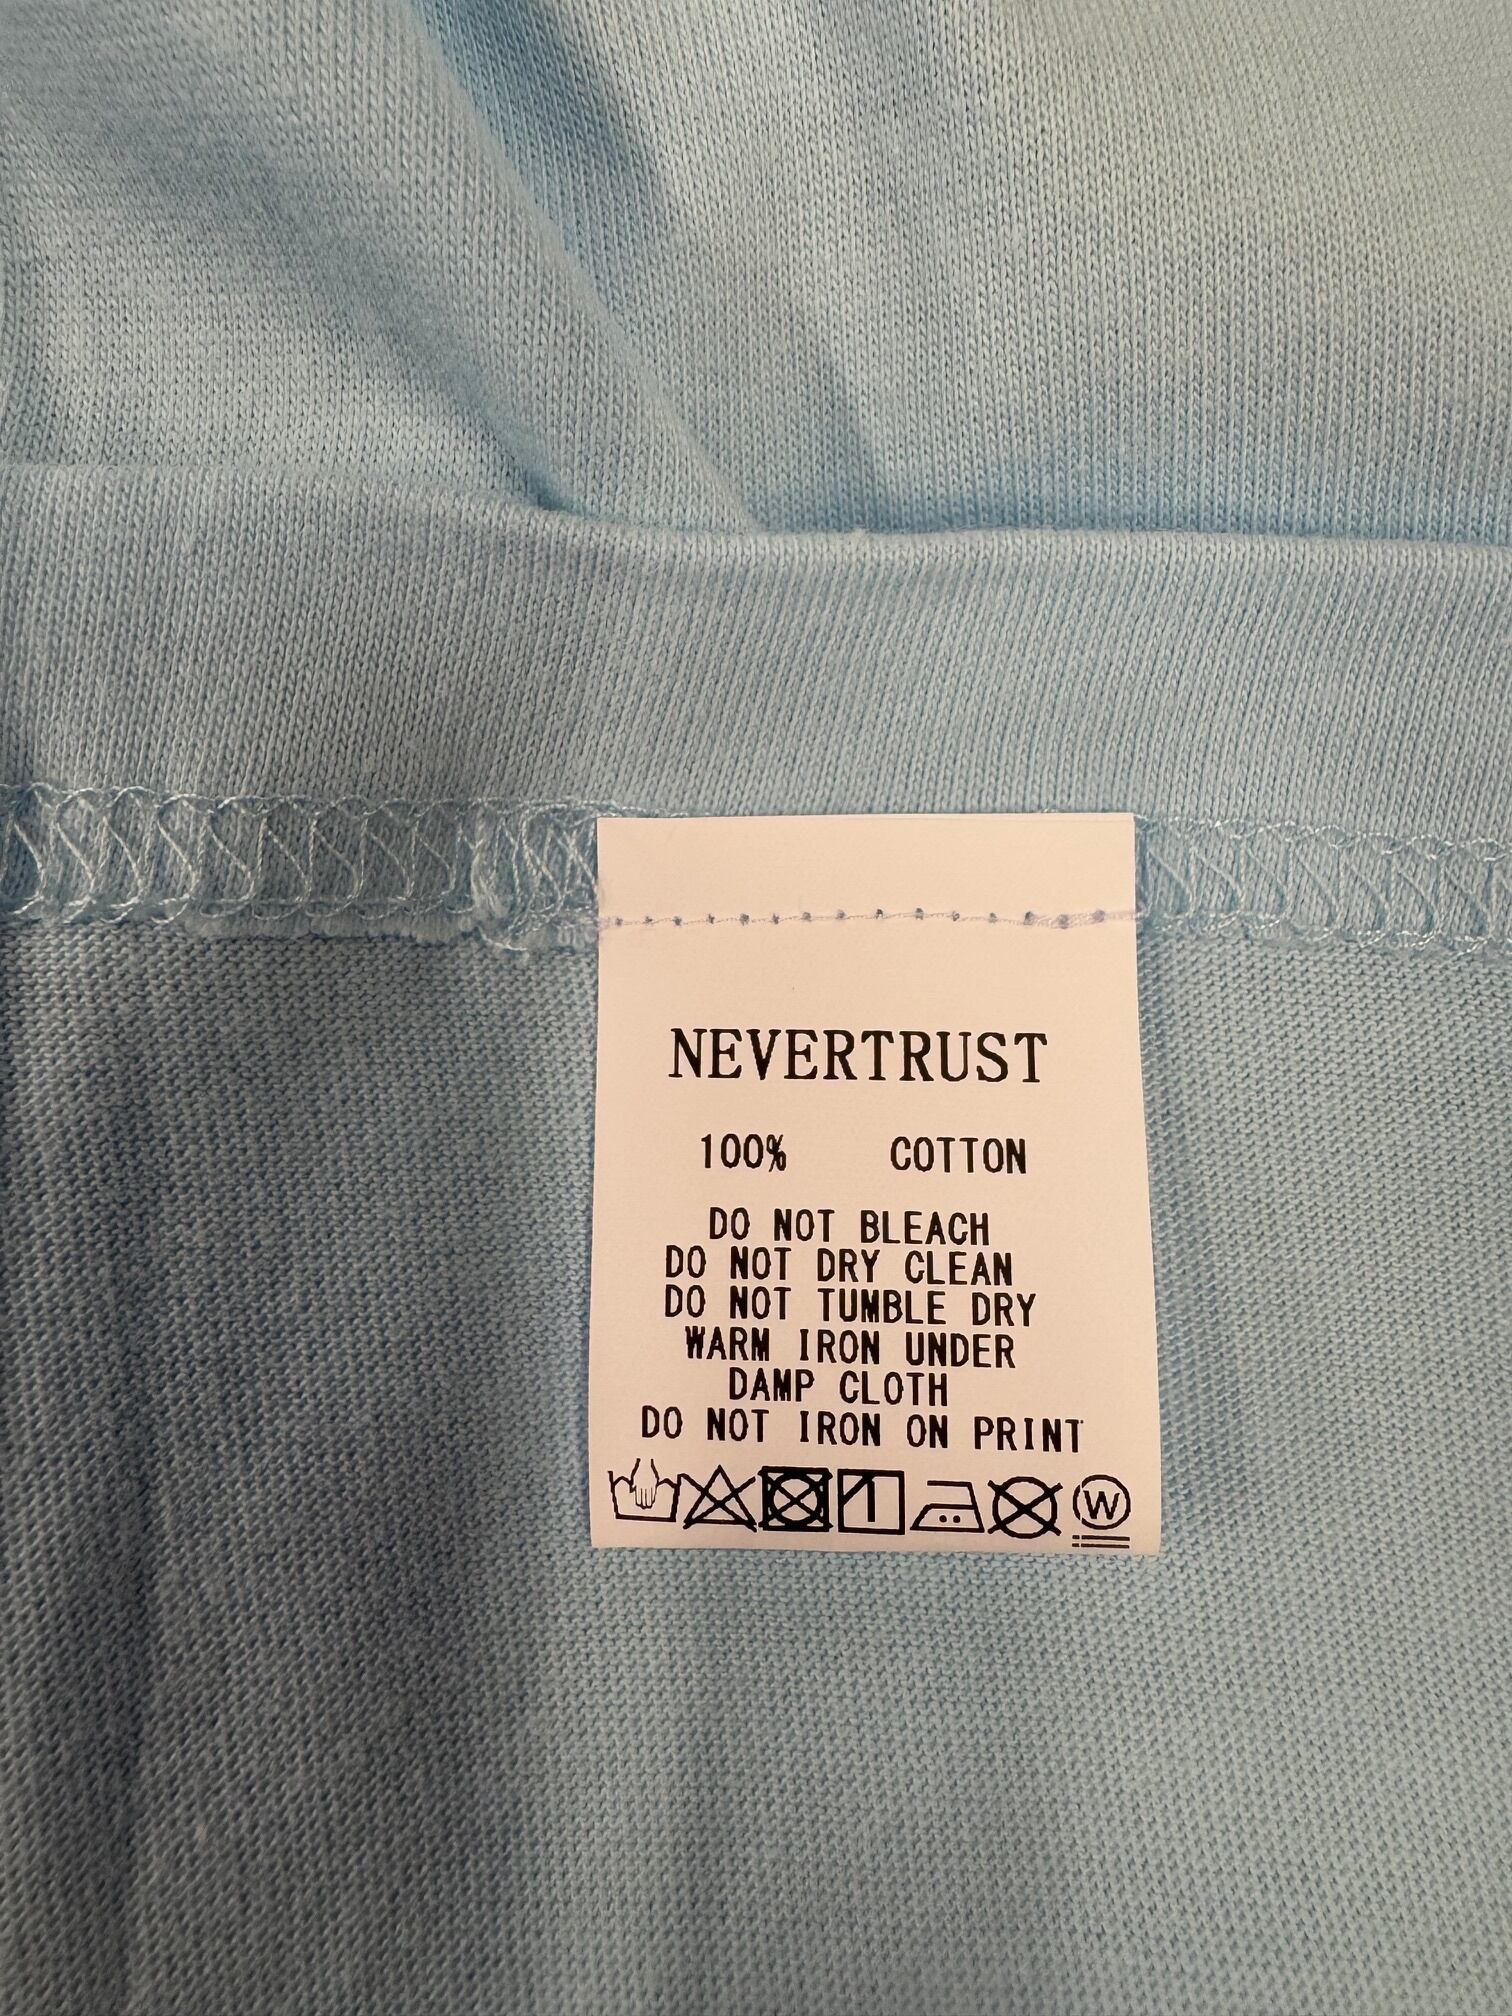 NEVERTRUST
100% COTTON
DO NOT BLEACH
DO NOT DRY CLEAN
DO NOT TUMBLE DRY
WARM IRON UNDER
DAMP CLOTH
DO NOT IRON ON PRINT
W